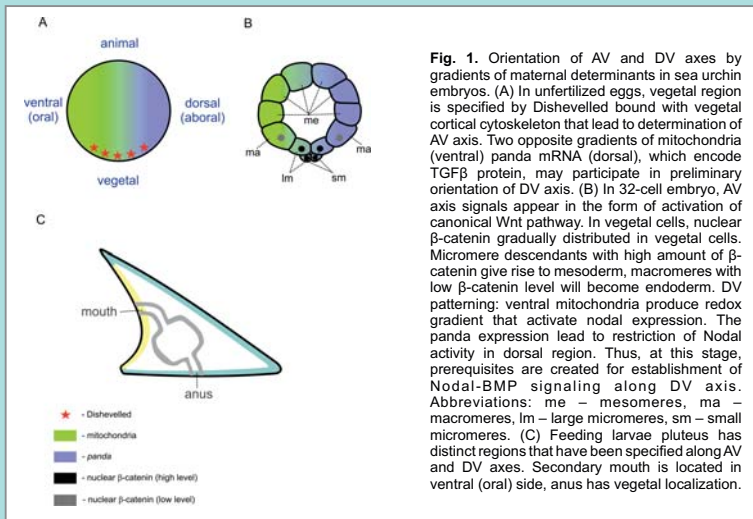 A
animal
ventral
(oral)
dorsal
(aboral)
vegetal
B
me
ma
ma
lm
sm
C
mouth
anus
- Dishevelled
- mitochondria
- panda
- nuclear β-catenin (high level)
- nuclear β-catenin (low level)
Fig. 1. Orientation of AV and DV axes by
gradients of maternal determinants in sea urchin
embryos. (A) In unfertilized eggs, vegetal region
is specified by Dishevelled bound with vegetal
cortical cytoskeleton that lead to determination of
AV axis. Two opposite gradients of mitochondria
(ventral) panda mRNA (dorsal), which encode
TGFβ protein, may participate in preliminary
orientation of DV axis. (B) In 32-cell embryo, AV
axis signals appear in the form of activation of
canonical Wnt pathway. In vegetal cells, nuclear
β-catenin gradually distributed in vegetal cells.
Micromere descendants with high amount of β-
catenin give rise to mesoderm, macromeres with
low β-catenin level will become endoderm. DV
patterning: ventral mitochondria produce redox
gradient that activate nodal expression. The
panda expression lead to restriction of Nodal
activity in dorsal region. Thus, at this stage,
prerequisites are created for establishment of
Nodal-BMP signaling along DV axis.
Abbreviations: me – mesomeres, ma –
macromeres, lm – large micromeres, sm – small
micromeres. (C) Feeding larvae pluteus has
distinct regions that have been specified along AV
and DV axes. Secondary mouth is located in
ventral (oral) side, anus has vegetal localization.